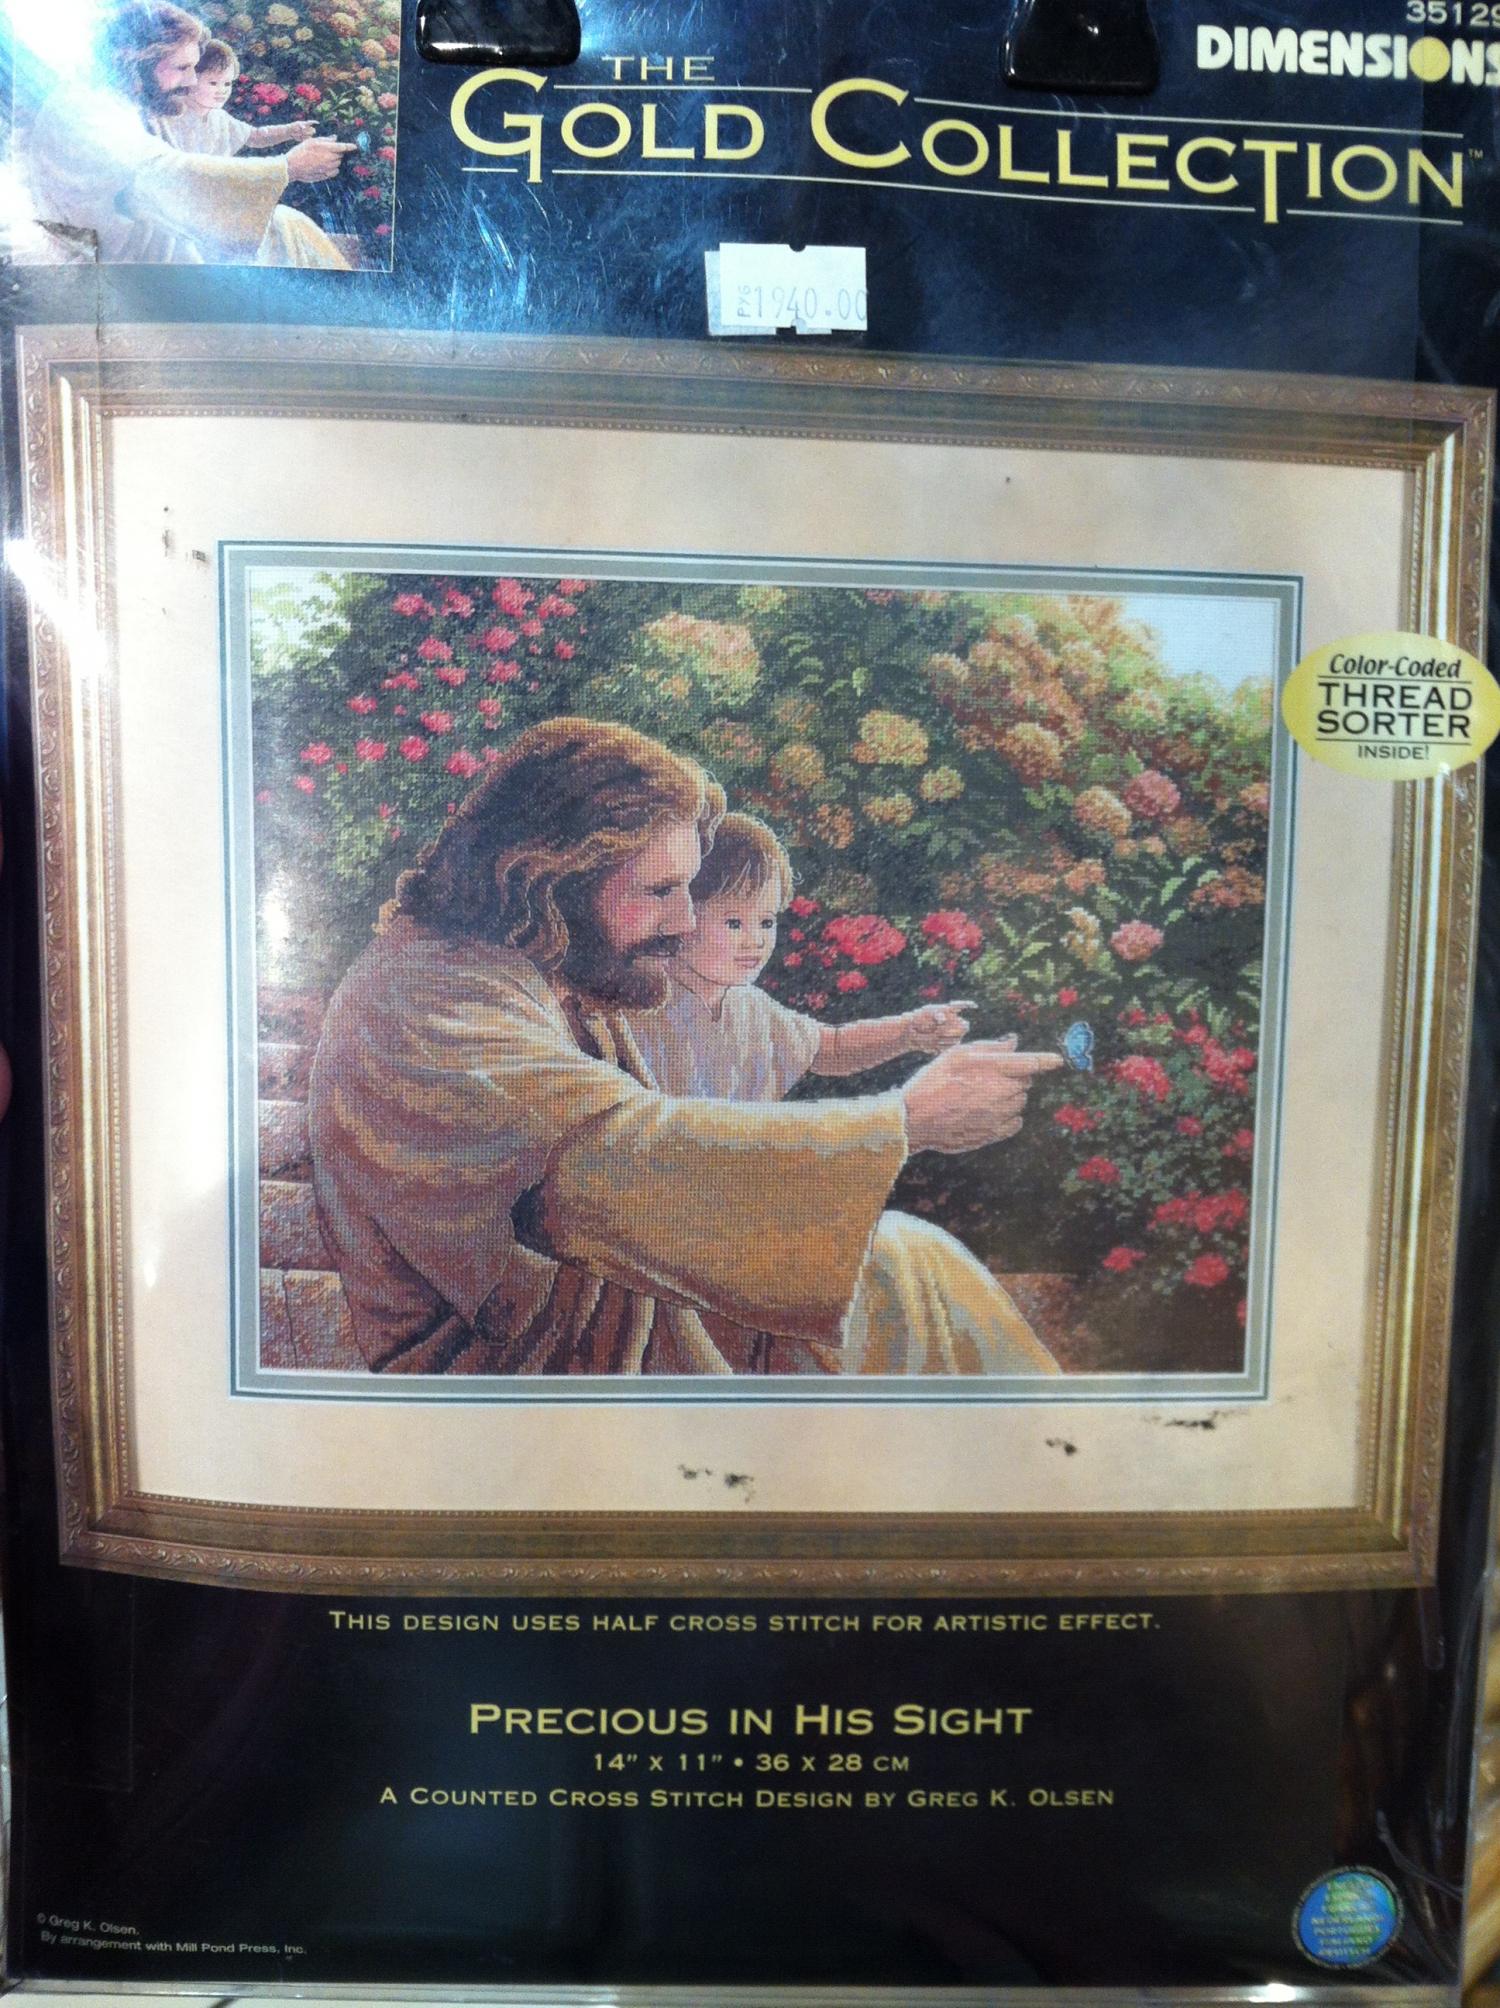 35129
DIMENSIONS
THE
GOLD COLLECTION™
1940.00
Color-Coded
THREAD
SORTER
INSIDE!
THIS DESIGN USES HALF CROSS STITCH FOR ARTISTIC EFFECT.
PRECIOUS IN HIS SIGHT
14" X 11" • 36 X 28 CM
A COUNTED CROSS STITCH DESIGN BY GREG K. OLSEN
© Greg K. Olsen.
By arrangement with Mill Pond Press, Inc.